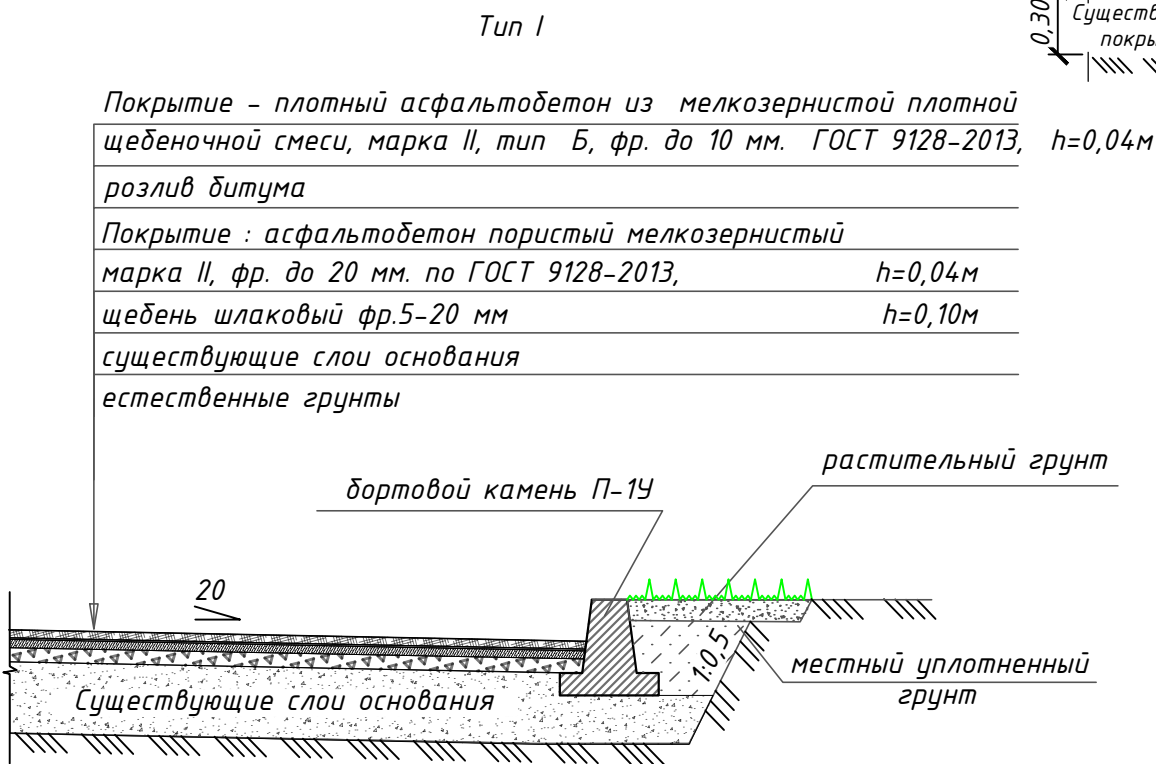 Тип I
0,30
Покрытие - плотный асфальтобетон из мелкозернистой плотной
щебеночной смеси, марка II, тип Б, фр. до 10 мм. ГОСТ 9128-2013, h=0,04м
розлив битума
Покрытие : асфальтобетон пористый мелкозернистый
марка II, фр. до 20 мм. по ГОСТ 9128-2013, h=0,04м
щебень шлаковый фр.5-20 мм h=0,10м
существующие слои основания
естественные грунты
растительный грунт
бортовой камень П-1У
20
1:0,5
местный уплотненный
грунт
Существующие слои основания